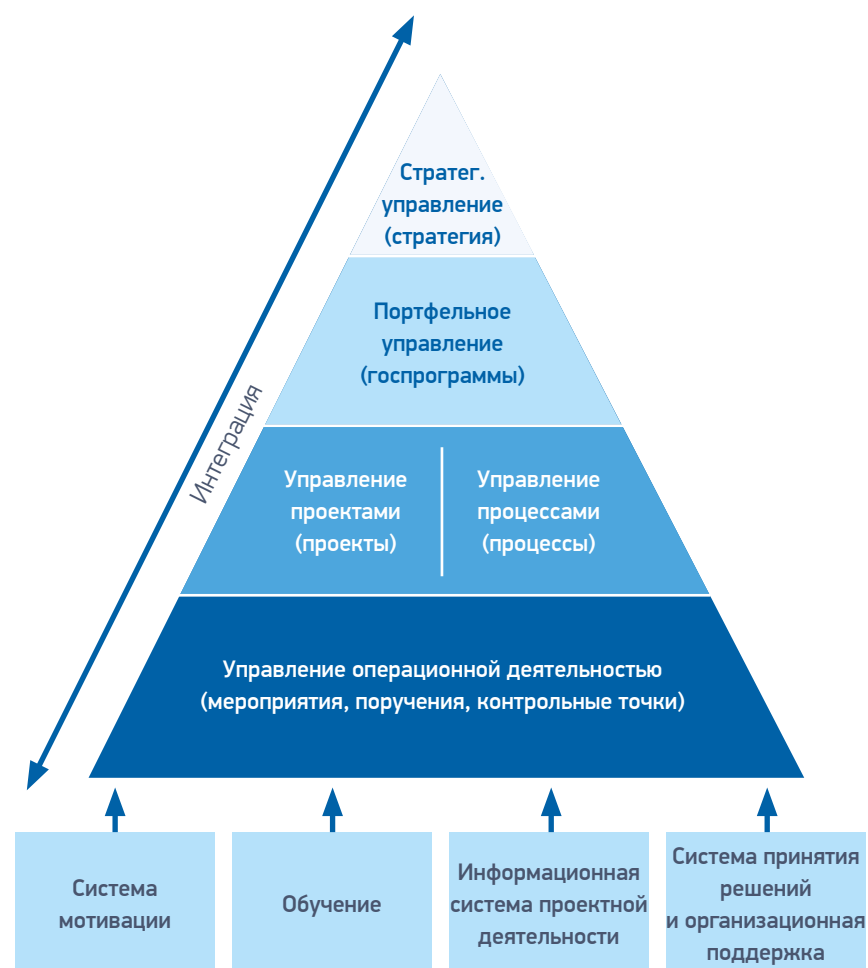 Стратег.
управление
(стратегия)
Портфельное
управление
(госпрограммы)
Интеграция
Управление
проектами
(проекты)
Управление
процессами
(процессы)
Управление операционной деятельностью
(мероприятия, поручения, контрольные точки)
Система
мотивации
Обучение
Информационная
система проектной
деятельности
Система принятия
решений
и организационная
поддержка